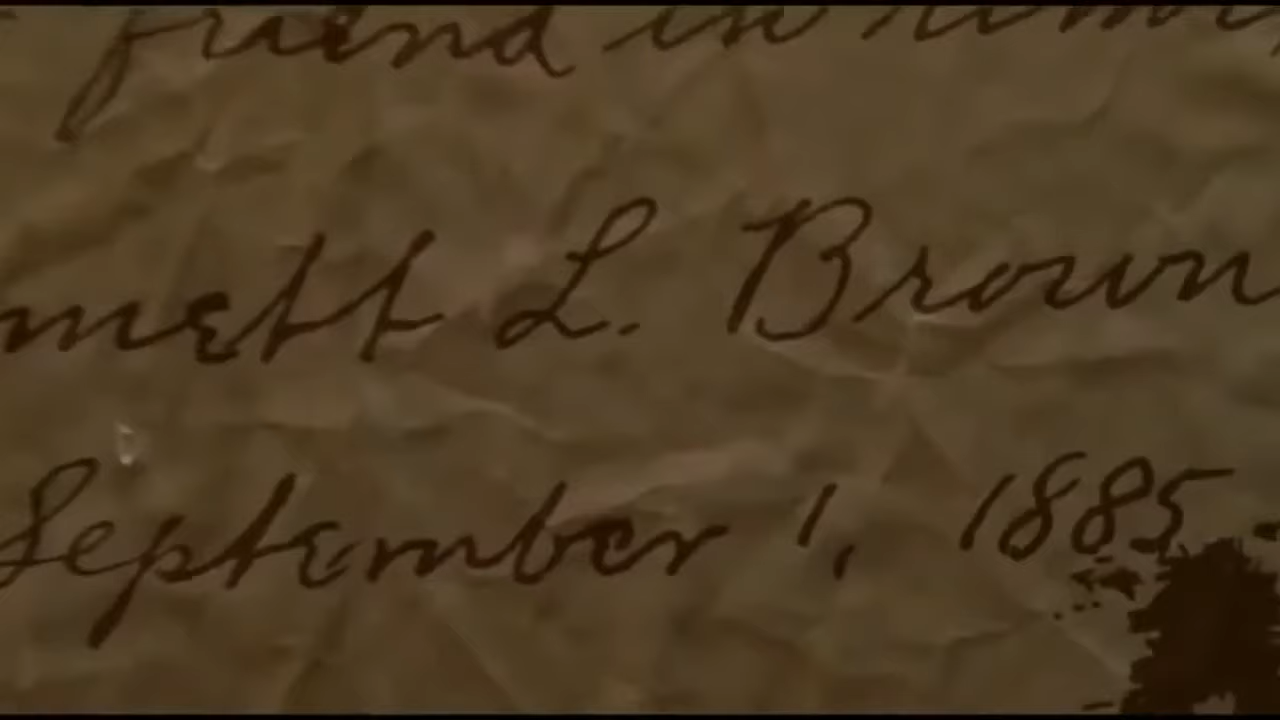 friend in
mett L. Brown
September 1, 1885